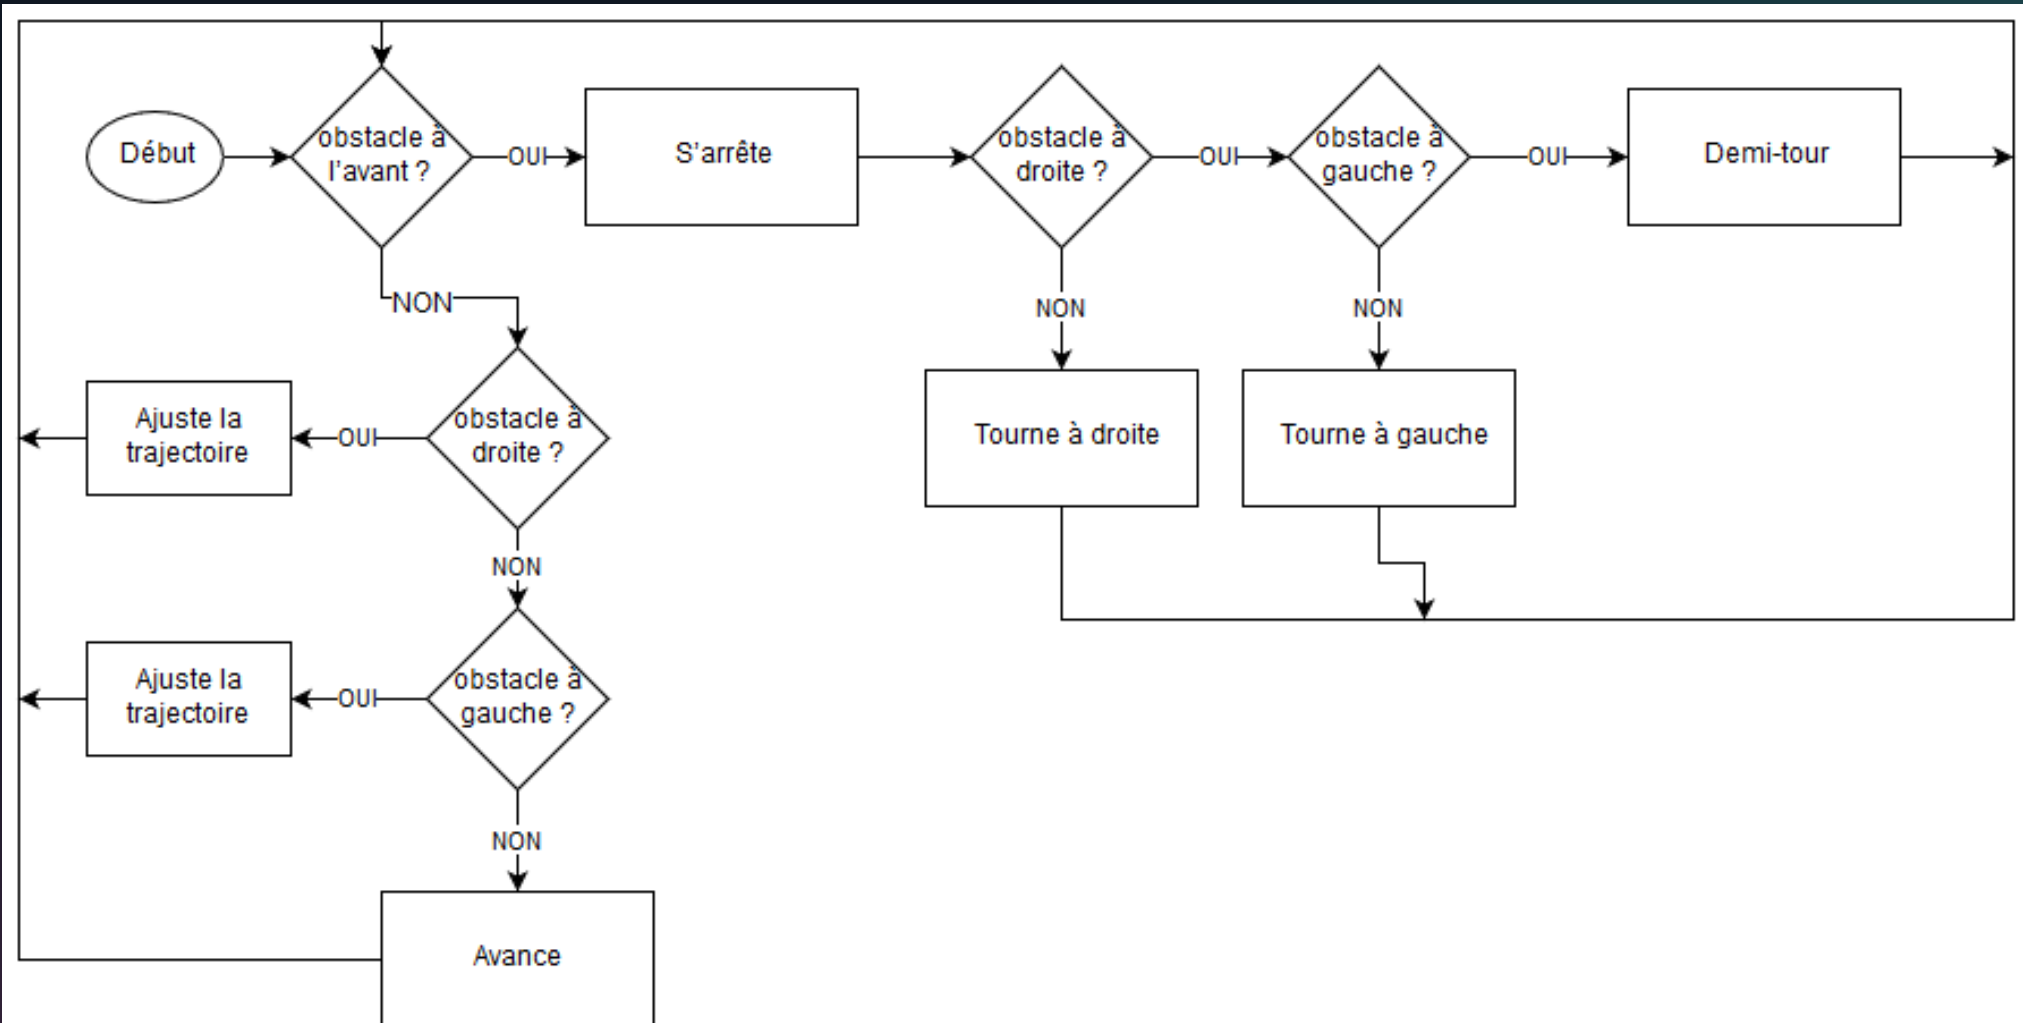 Début
obstacle à
l'avant ?
OUI
S'arrête
obstacle à
droite ?
OUI
obstacle à
gauche ?
OUI
Demi-tour
NON
NON
NON
Ajuste la
trajectoire
OUI
obstacle à
droite ?
Tourne à droite
Tourne à gauche
NON
Ajuste la
trajectoire
OUI
obstacle à
gauche ?
NON
Avance